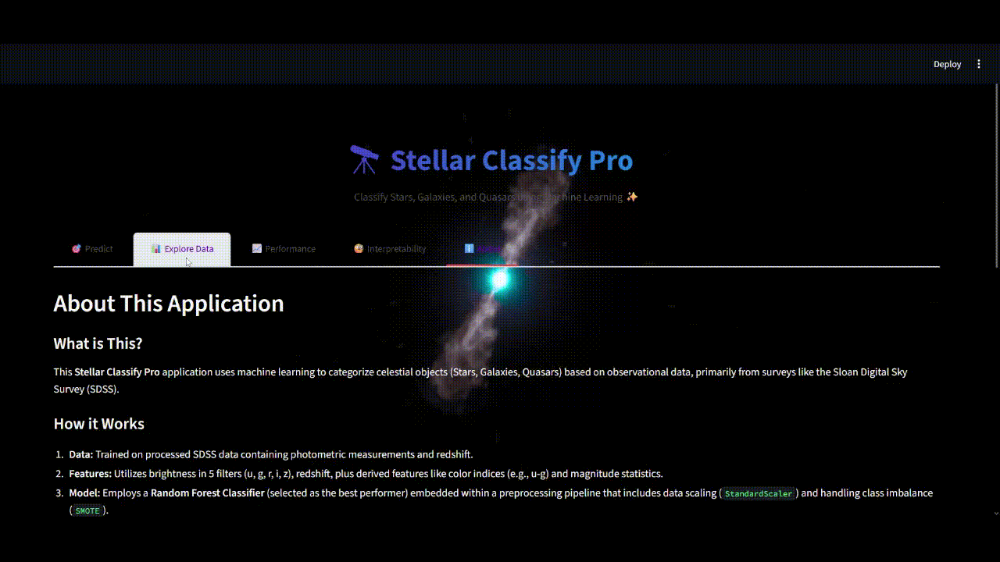 Deploy
Stellar Classify Pro
Classify Stars, Galaxies, and Quasars using Machine Learning ✨
Predict
Explore Data
Performance
Interpretability
About This Application
What is This?
This Stellar Classify Pro application uses machine learning to categorize celestial objects (Stars, Galaxies, Quasars) based on observational data, primarily from surveys like the Sloan Digital Sky
Survey (SDSS).
How it Works
1. Data: Trained on processed SDSS data containing photometric measurements and redshift.
2. Features: Utilizes brightness in 5 filters (u, g, r, i, z), redshift, plus derived features like color indices (e.g., u-g) and magnitude statistics.
3. Model: Employs a Random Forest Classifier (selected as the best performer) embedded within a preprocessing pipeline that includes data scaling ( StandardScaler ) and handling class imbalance
( SMOTE ).